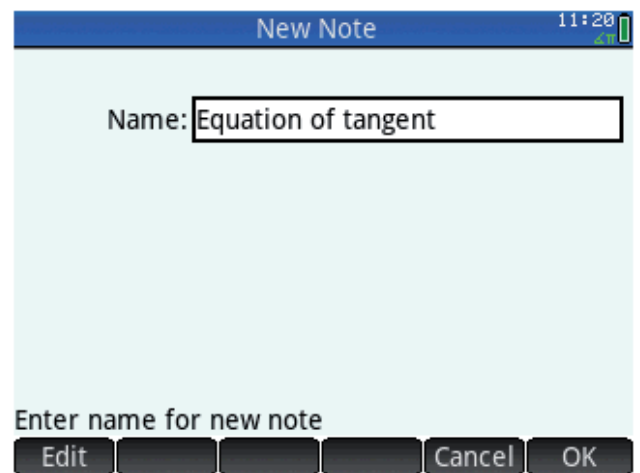 New Note 11:20
∡π
Name: Equation of tangent
Enter name for new note
Edit Cancel OK